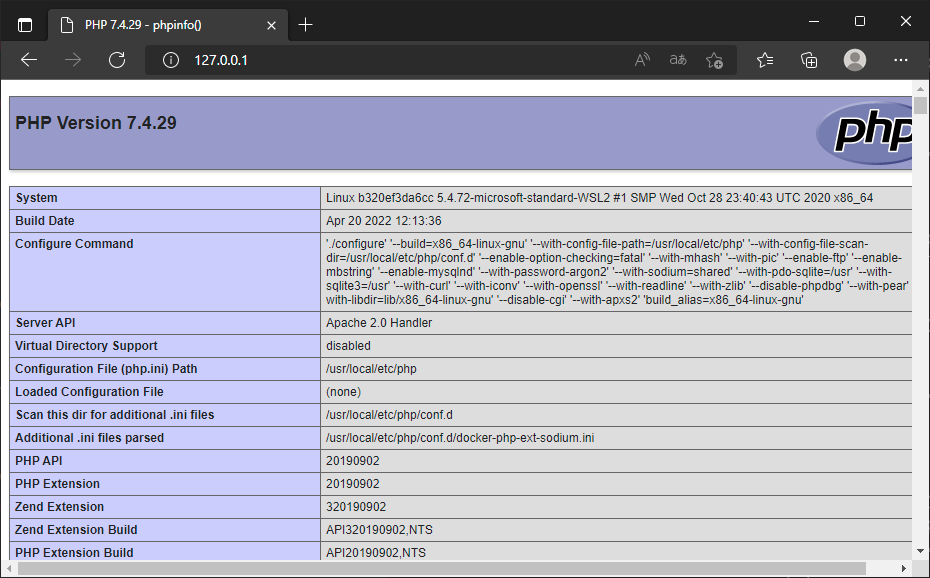 PHP 7.4.29 - phpinfo()
127.0.0.1
PHP Version 7.4.29
php
System Linux b320ef3da6cc 5.4.72-microsoft-standard-WSL2 #1 SMP Wed Oct 28 23:40:43 UTC 2020 x86_64
Build Date Apr 20 2022 12:13:36
Configure Command './configure' '--build=x86_64-linux-gnu' '--with-config-file-path=/usr/local/etc/php' '--with-config-file-scan-
dir=/usr/local/etc/php/conf.d' '--enable-option-checking=fatal' '--with-mhash' '--with-pic' '--enable-ftp' '--enable-
mbstring' '--enable-mysqlnd' '--with-password-argon2' '--with-sodium=shared' '--with-pdo-sqlite=/usr' '--with-
sqlite3=/usr' '--with-curl' '--with-iconv' '--with-openssl' '--with-readline' '--with-zlib' '--disable-phpdbg' '--with-pear'
with-libdir=lib/x86_64-linux-gnu' '--disable-cgi' '--with-apxs2' 'build_alias=x86_64-linux-gnu'
Server API Apache 2.0 Handler
Virtual Directory Support disabled
Configuration File (php.ini) Path /usr/local/etc/php
Loaded Configuration File (none)
Scan this dir for additional .ini files /usr/local/etc/php/conf.d
Additional .ini files parsed /usr/local/etc/php/conf.d/docker-php-ext-sodium.ini
PHP API 20190902
PHP Extension 20190902
Zend Extension 320190902
Zend Extension Build API320190902,NTS
PHP Extension Build API20190902,NTS